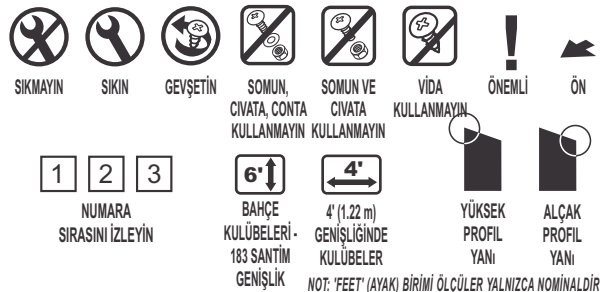 SIKMAYIN
SIKIN
GEVŞETİN
SOMUN,
CIVATA, CONTA
KULLANMAYIN
SOMUN VE
CIVATA
KULLANMAYIN
VİDA
KULLANMAYIN
ÖNEMLİ
ÖN
1 2 3
NUMARA
SIRASINI İZLEYİN
6'
BAHÇE
KULÜBELERİ -
183 SANTİM
GENİŞLİK
4'
4' (1.22 m)
GENİŞLİĞİNDE
KULÜBELER
YÜKSEK
PROFIL
YANI
ALÇAK
PROFIL
YANI
NOT: 'FEET' (AYAK) BİRİMİ ÖLÇÜLER YALNIZCA NOMİNALDİR